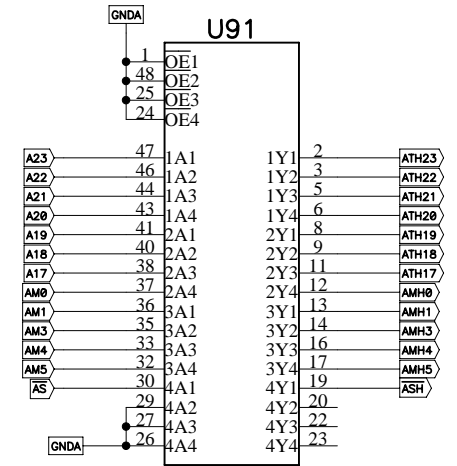 GNDA
U91
1 OE1
48 OE2
25 OE3
24 OE4
A23 47 1A1 1Y1 2 ATH23
A22 46 1A2 1Y2 3 ATH22
A21 44 1A3 1Y3 5 ATH21
A20 43 1A4 1Y4 6 ATH20
A19 41 2A1 2Y1 8 ATH19
A18 40 2A2 2Y2 9 ATH18
A17 38 2A3 2Y3 11 ATH17
AM0 37 2A4 2Y4 12 AMH0
AM1 36 3A1 3Y1 13 AMH1
AM3 35 3A2 3Y2 14 AMH3
AM4 33 3A3 3Y3 16 AMH4
AM5 32 3A4 3Y4 17 AMH5
AS 30 4A1 4Y1 19 ASH
29 4A2 4Y2 20
27 4A3 4Y3 22
GNDA 26 4A4 4Y4 23